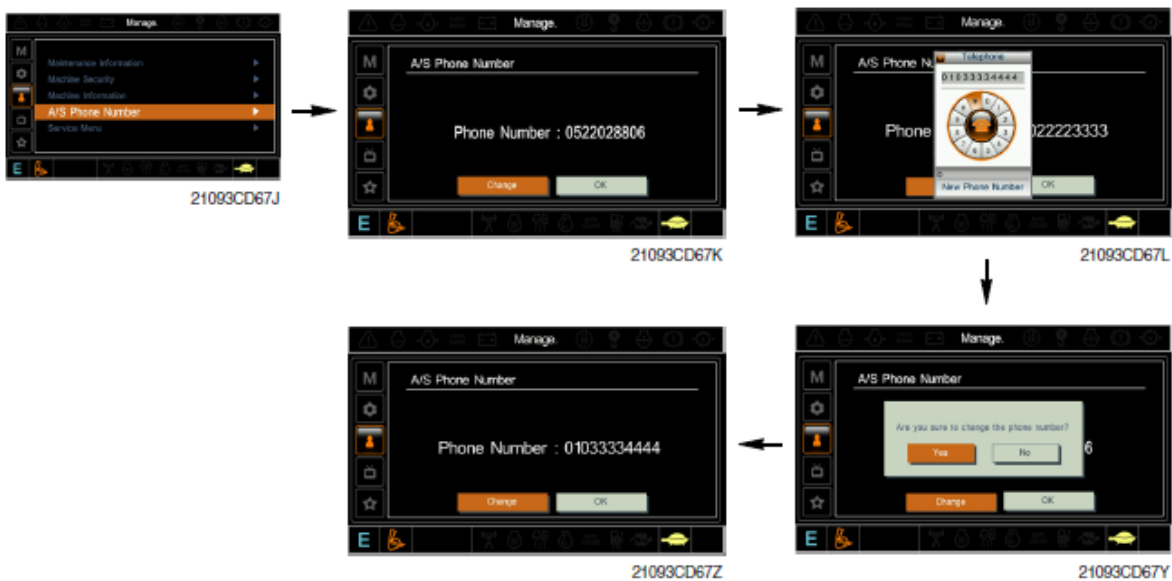 Manage.
M
Maintenance Information
Machine Security
Machine Information
A/S Phone Number
Service Menu
E
21093CD67J
Manage.
M
A/S Phone Number
Phone Number : 0522028806
Change
OK
E
21093CD67K
Manage.
M
A/S Phone Nu
Telephone
01033334444
Phone
022223333
New Phone Number
OK
E
21093CD67L
Manage.
M
A/S Phone Number
Phone Number : 01033334444
Change
OK
E
21093CD67Z
Manage.
M
A/S Phone Number
Are you sure to change the phone number?
Yes
No
6
Change
OK
E
21093CD67Y